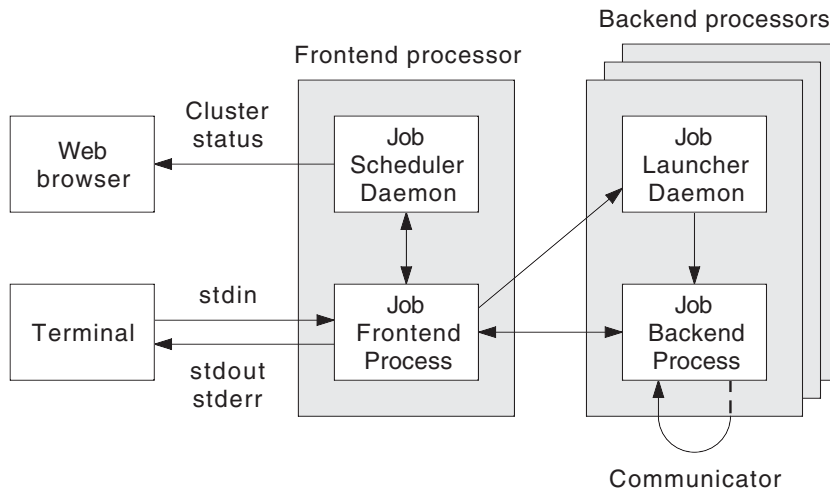 Backend processors
Frontend processor
Cluster
status
Web
browser
Job
Scheduler
Daemon
Job
Launcher
Daemon
stdin
Terminal
stdout
stderr
Job
Frontend
Process
Job
Backend
Process
Communicator